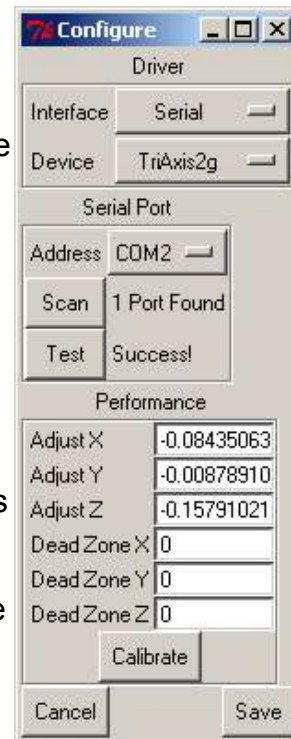 Configure
Driver
Interface Serial
e
Device TriAxis2g
Serial Port
Address COM2
Scan 1 Port Found
Test Success!
Performance
Adjust X -0.08435063
Adjust Y -0.00878910
s
Adjust Z -0.15791021
Dead Zone X 0
Dead Zone Y 0
e
Dead Zone Z 0
Calibrate
Cancel Save